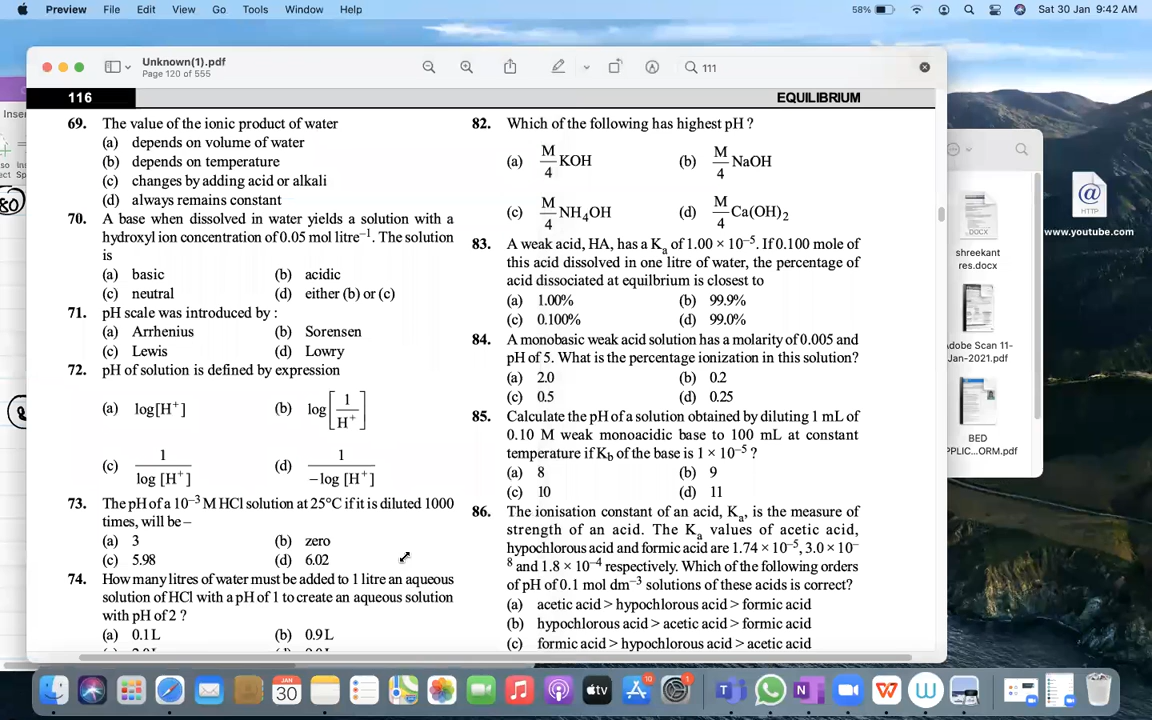 Preview File Edit View Go Tools Window Help
58% Sat 30 Jan 9:42 AM
Unknown(1).pdf
Page 120 of 555
111
116 EQUILIBRIUM
69. The value of the ionic product of water
(a) depends on volume of water
(b) depends on temperature
(c) changes by adding acid or alkali
(d) always remains constant
70. A base when dissolved in water yields a solution with a
hydroxyl ion concentration of 0.05 mol litre⁻¹. The solution
is
(a) basic (b) acidic
(c) neutral (d) either (b) or (c)
71. pH scale was introduced by :
(a) Arrhenius (b) Sorensen
(c) Lewis (d) Lowry
72. pH of solution is defined by expression
(a) log[H⁺] (b) log[1/H⁺]
(c) 1/log [H⁺] (d) 1/−log [H⁺]
73. The pH of a 10⁻³ M HCl solution at 25°C if it is diluted 1000
times, will be –
(a) 3 (b) zero
(c) 5.98 (d) 6.02
74. How many litres of water must be added to 1 litre an aqueous
solution of HCl with a pH of 1 to create an aqueous solution
with pH of 2 ?
(a) 0.1 L (b) 0.9 L
82. Which of the following has highest pH ?
(a) M/4 KOH (b) M/4 NaOH
(c) M/4 NH₄OH (d) M/4 Ca(OH)₂
83. A weak acid, HA, has a Kₐ of 1.00 × 10⁻⁵. If 0.100 mole of
this acid dissolved in one litre of water, the percentage of
acid dissociated at equilbrium is closest to
(a) 1.00% (b) 99.9%
(c) 0.100% (d) 99.0%
84. A monobasic weak acid solution has a molarity of 0.005 and
pH of 5. What is the percentage ionization in this solution?
(a) 2.0 (b) 0.2
(c) 0.5 (d) 0.25
85. Calculate the pH of a solution obtained by diluting 1 mL of
0.10 M weak monoacidic base to 100 mL at constant
temperature if K_b of the base is 1 × 10⁻⁵ ?
(a) 8 (b) 9
(c) 10 (d) 11
86. The ionisation constant of an acid, Kₐ, is the measure of
strength of an acid. The Kₐ values of acetic acid,
hypochlorous acid and formic acid are 1.74 × 10⁻⁵, 3.0 × 10⁻
⁸ and 1.8 × 10⁻⁴ respectively. Which of the following orders
of pH of 0.1 mol dm⁻³ solutions of these acids is correct?
(a) acetic acid > hypochlorous acid > formic acid
(b) hypochlorous acid > acetic acid > formic acid
(c) formic acid > hypochlorous acid > acetic acid
Inser
80
DOCX
shreekant
res.docx
dobe Scan 11-
Jan-2021.pdf
BED
PPLIC...ORM.pdf
@
HTTP
www.youtube.com
JAN
30
tv
10
1